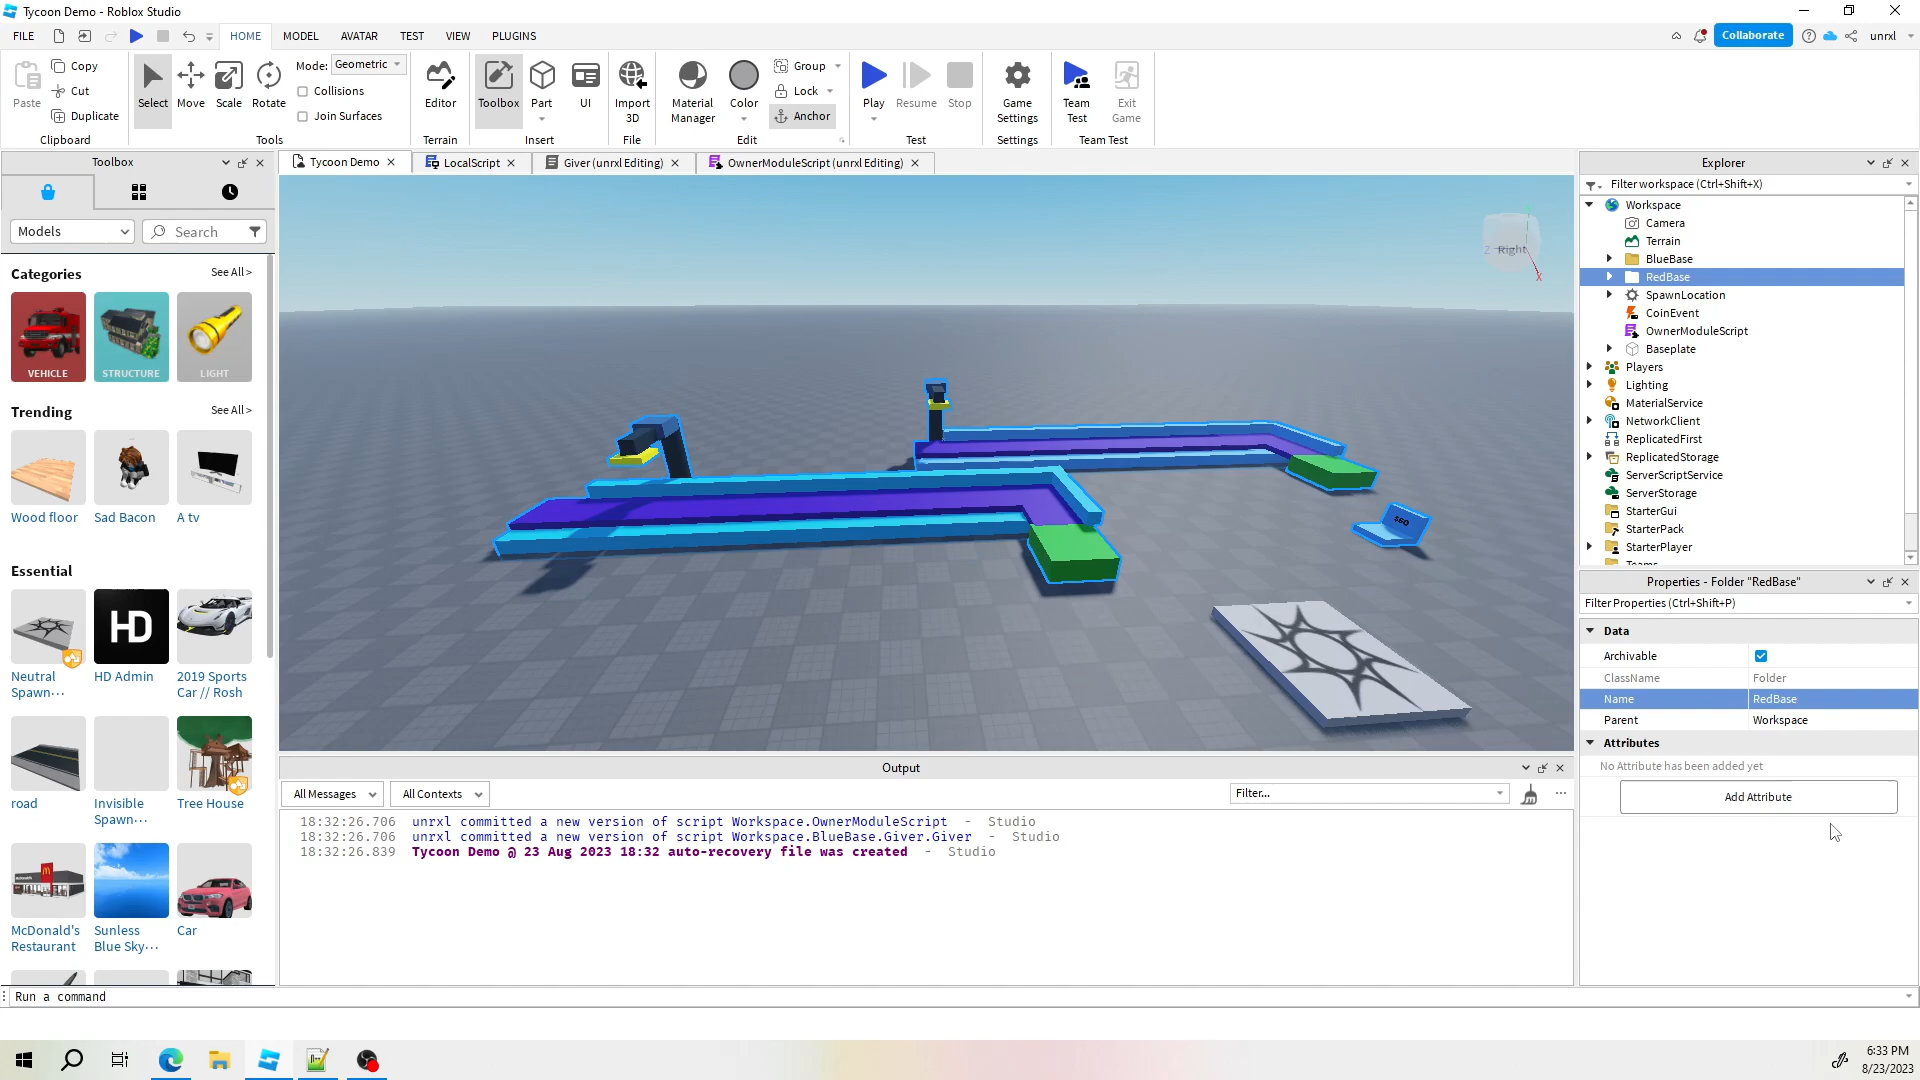 Tycoon Demo - Roblox Studio
FILE
HOME
MODEL
AVATAR
TEST
VIEW
PLUGINS
Collaborate
unrxl
Paste
Copy
Cut
Duplicate
Clipboard
Select
Move
Scale
Rotate
Mode:
Geometric
Collisions
Join Surfaces
Tools
Editor
Terrain
Toolbox
Part
UI
Insert
Import
3D
File
Material
Manager
Color
Group
Lock
Anchor
Edit
Play
Resume
Stop
Test
Game
Settings
Settings
Team
Test
Exit
Game
Team Test
Toolbox
Models
Search
Categories
See All >
VEHICLE
STRUCTURE
LIGHT
Trending
See All >
Wood floor
Sad Bacon
A tv
Essential
HD
Neutral
Spawn···
HD Admin
2019 Sports
Car // Rosh
road
Invisible
Spawn···
Tree House
McDonald's
Restaurant
Sunless
Blue Sky···
Car
Tycoon Demo
LocalScript
Giver (unrxl Editing)
OwnerModuleScript (unrxl Editing)
Right
Z
X
$60
Output
All Messages
All Contexts
Filter...
18:32:26.706 unrxl committed a new version of script Workspace.OwnerModuleScript - Studio
18:32:26.706 unrxl committed a new version of script Workspace.BlueBase.Giver.Giver - Studio
18:32:26.839 Tycoon Demo @ 23 Aug 2023 18:32 auto-recovery file was created - Studio
Explorer
Filter workspace (Ctrl+Shift+X)
Workspace
Camera
Terrain
BlueBase
RedBase
SpawnLocation
CoinEvent
OwnerModuleScript
Baseplate
Players
Lighting
MaterialService
NetworkClient
ReplicatedFirst
ReplicatedStorage
ServerScriptService
ServerStorage
StarterGui
StarterPack
StarterPlayer
Teams
Properties - Folder "RedBase"
Filter Properties (Ctrl+Shift+P)
Data
Archivable
ClassName Folder
Name RedBase
Parent Workspace
Attributes
No Attribute has been added yet
Add Attribute
Run a command
6:33 PM
8/23/2023